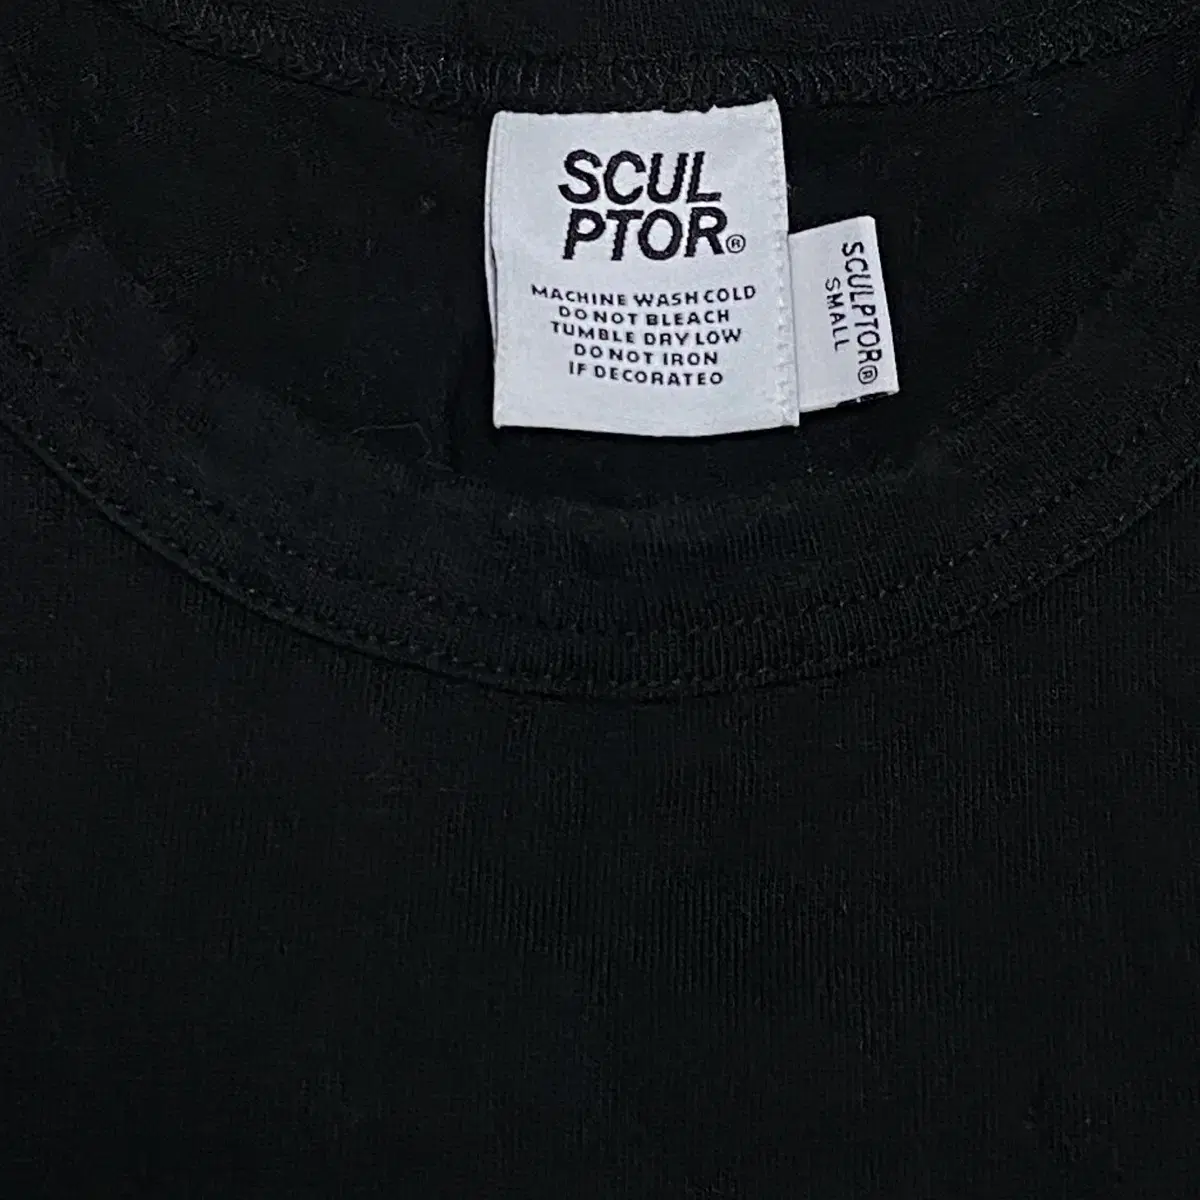 SCUL
PTOR®
MACHINE WASH COLD
DO NOT BLEACH
TUMBLE DRY LOW
DO NOT IRON
IF DECORATED
SCULPTOR®
SMALL